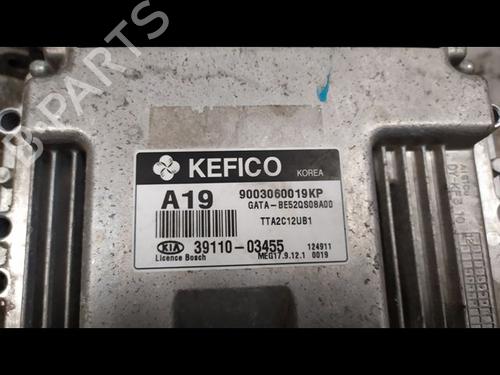 B-PARTS
KEFICO KOREA
A19 9003060019KP
GATA-BE52QS08A00
TTA2C12UB1
KIA 39110-03455 124911
Licence Bosch MEG17.9.12.1 0019